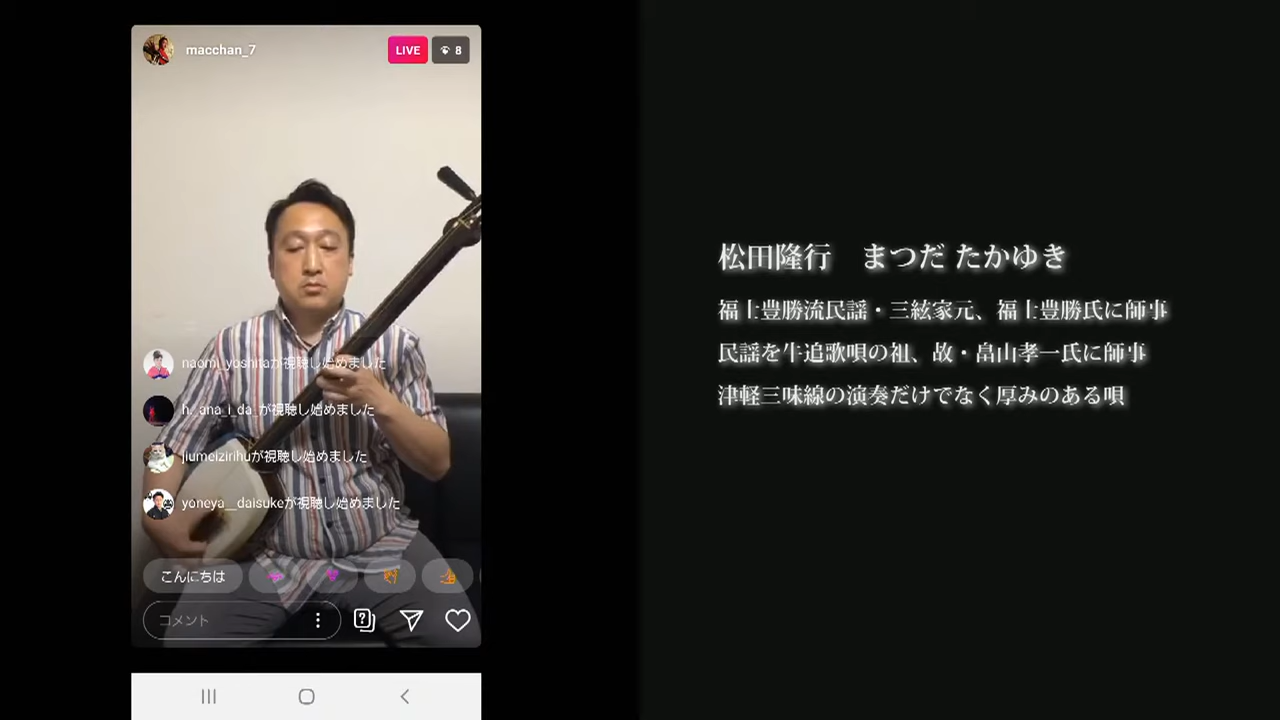 macchan_7
LIVE
8
naomi_yoshitaが視聴し始めました
h._ana_i_da_が視聴し始めました
jiumeizirihuが視聴し始めました
yoneya__daisukeが視聴し始めました
こんにちは
コメント
松田隆行　まつだ たかゆき
福士豊勝流民謡・三絃家元、福士豊勝氏に師事
民謡を牛追歌唄の祖、故・畠山孝一氏に師事
津軽三味線の演奏だけでなく厚みのある唄